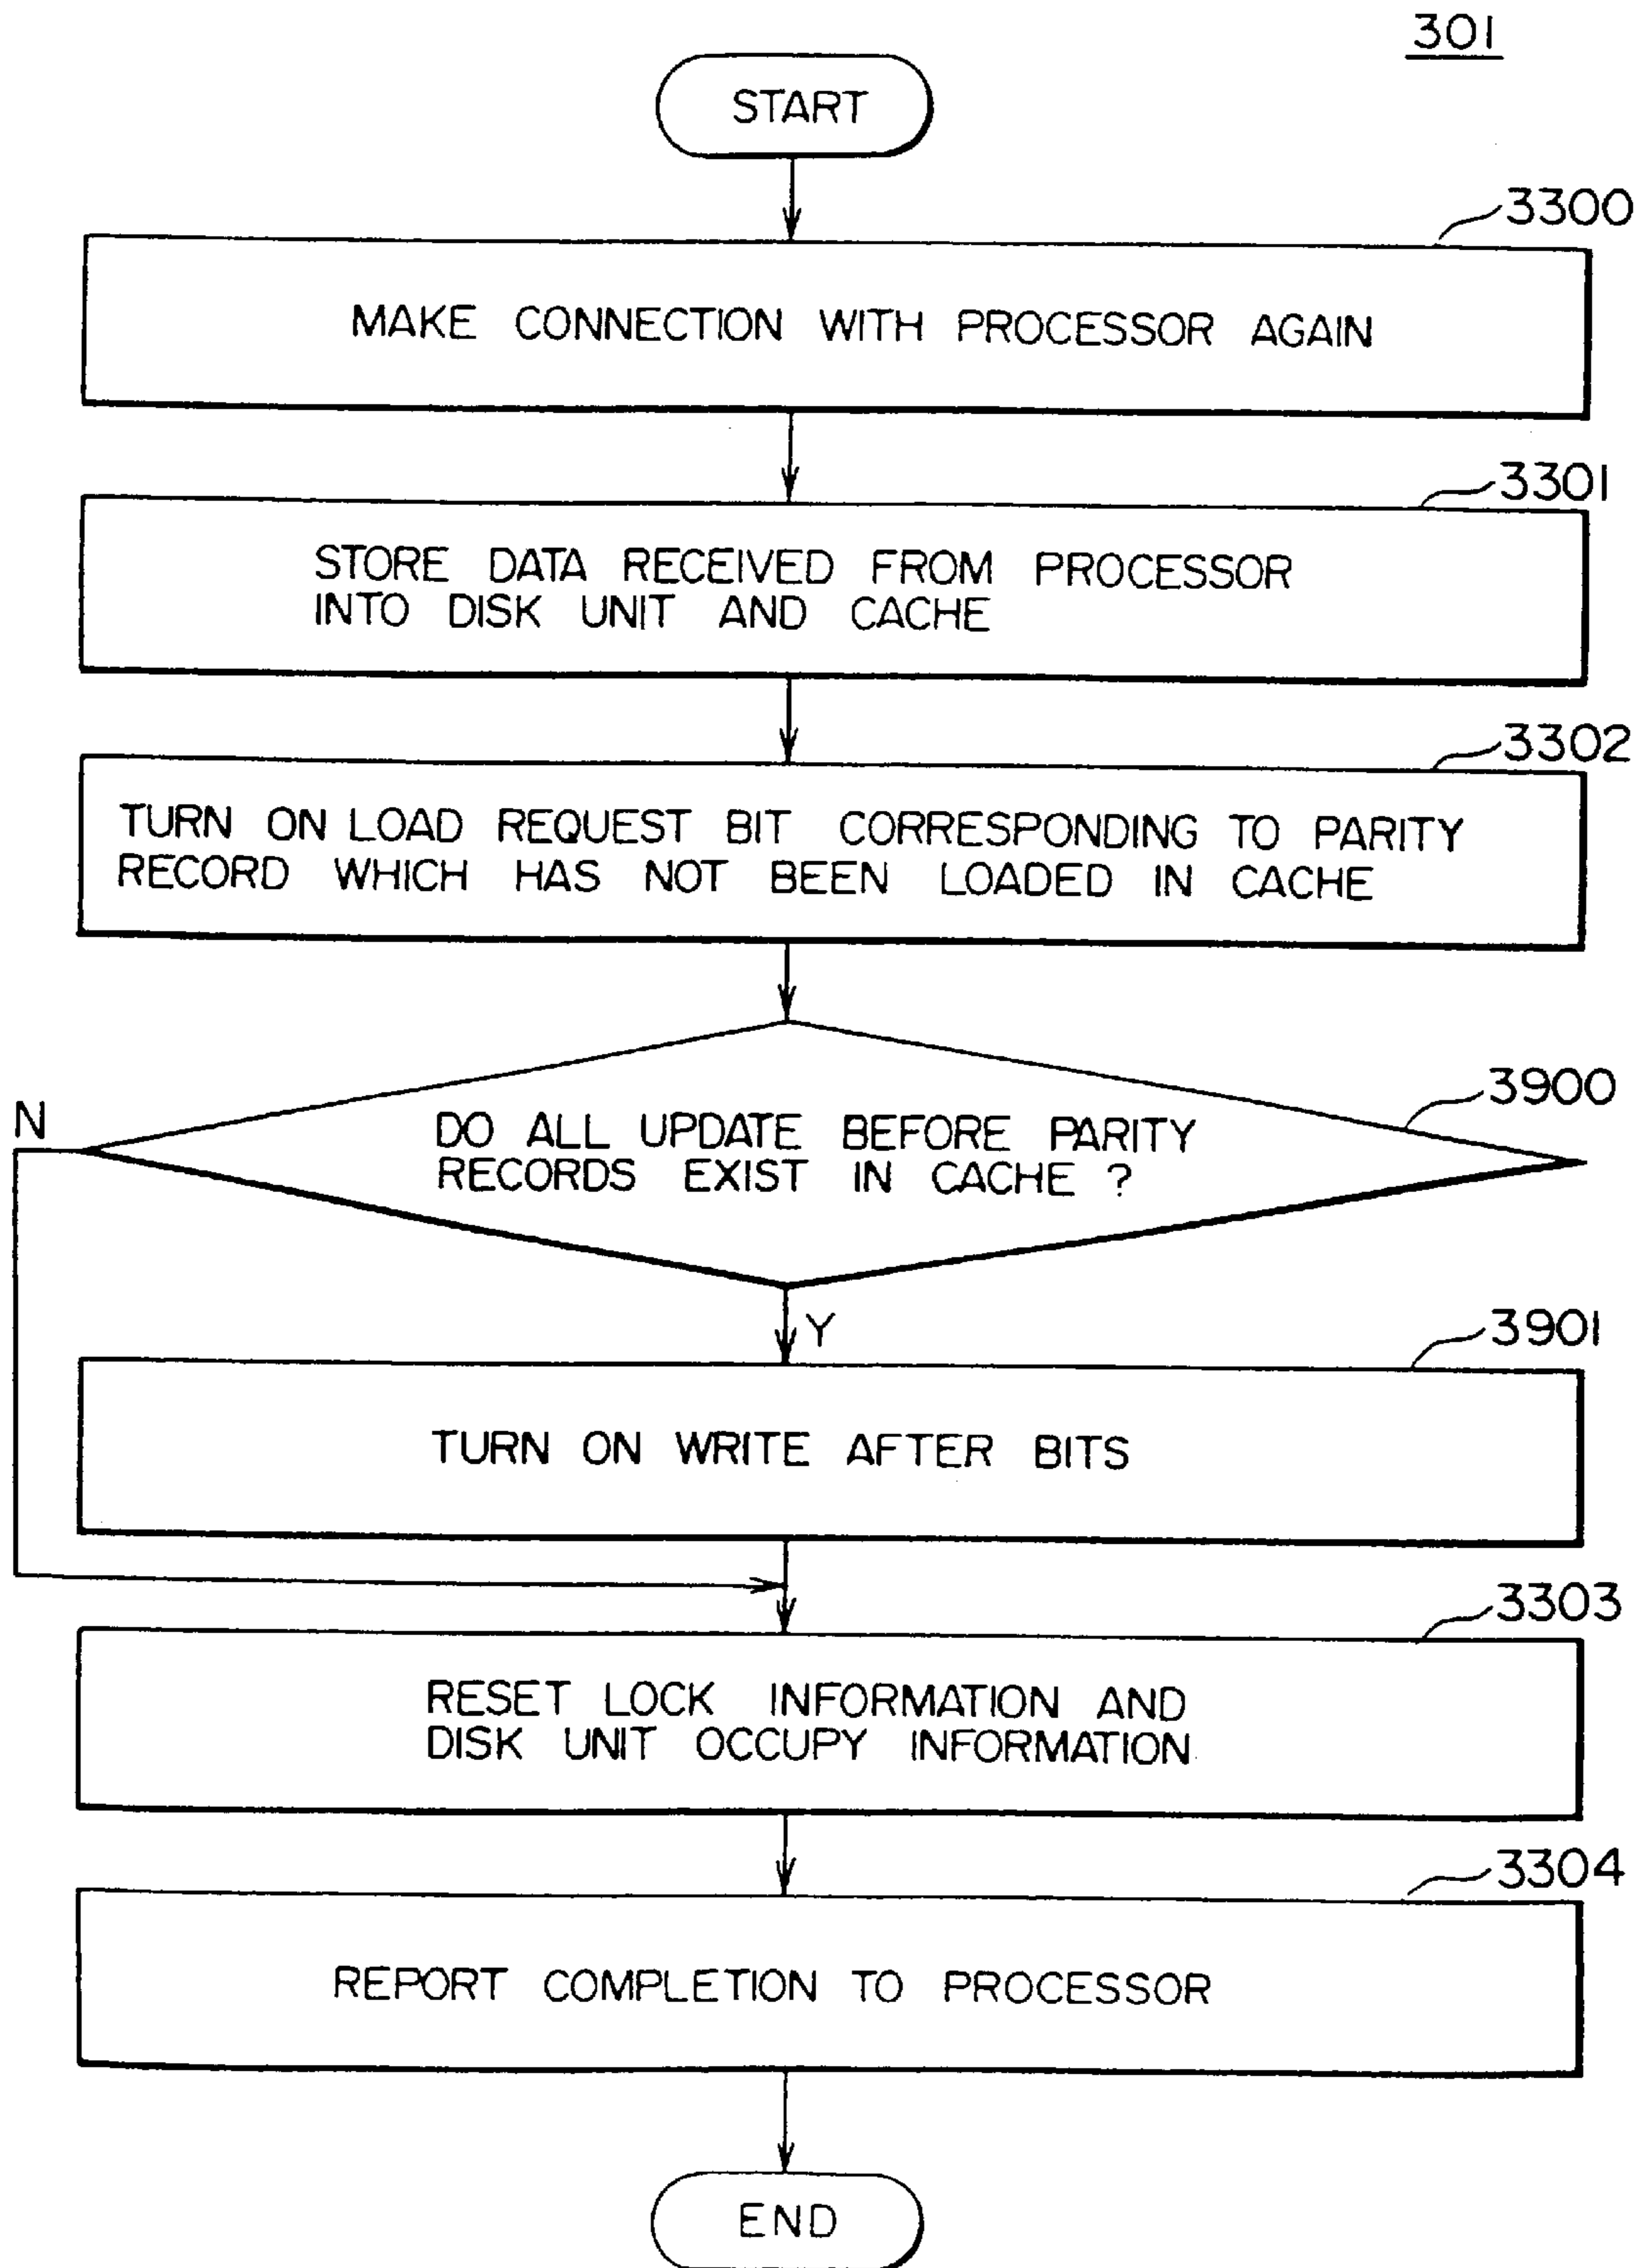 301
START
3300
MAKE CONNECTION WITH PROCESSOR AGAIN
3301
STORE DATA RECEIVED FROM PROCESSOR
INTO DISK UNIT AND CACHE
3302
TURN ON LOAD REQUEST BIT CORRESPONDING TO PARITY
RECORD WHICH HAS NOT BEEN LOADED IN CACHE
3900
N
DO ALL UPDATE BEFORE PARITY
RECORDS EXIST IN CACHE ?
Y
3901
TURN ON WRITE AFTER BITS
3303
RESET LOCK INFORMATION AND
DISK UNIT OCCUPY INFORMATION
3304
REPORT COMPLETION TO PROCESSOR
END